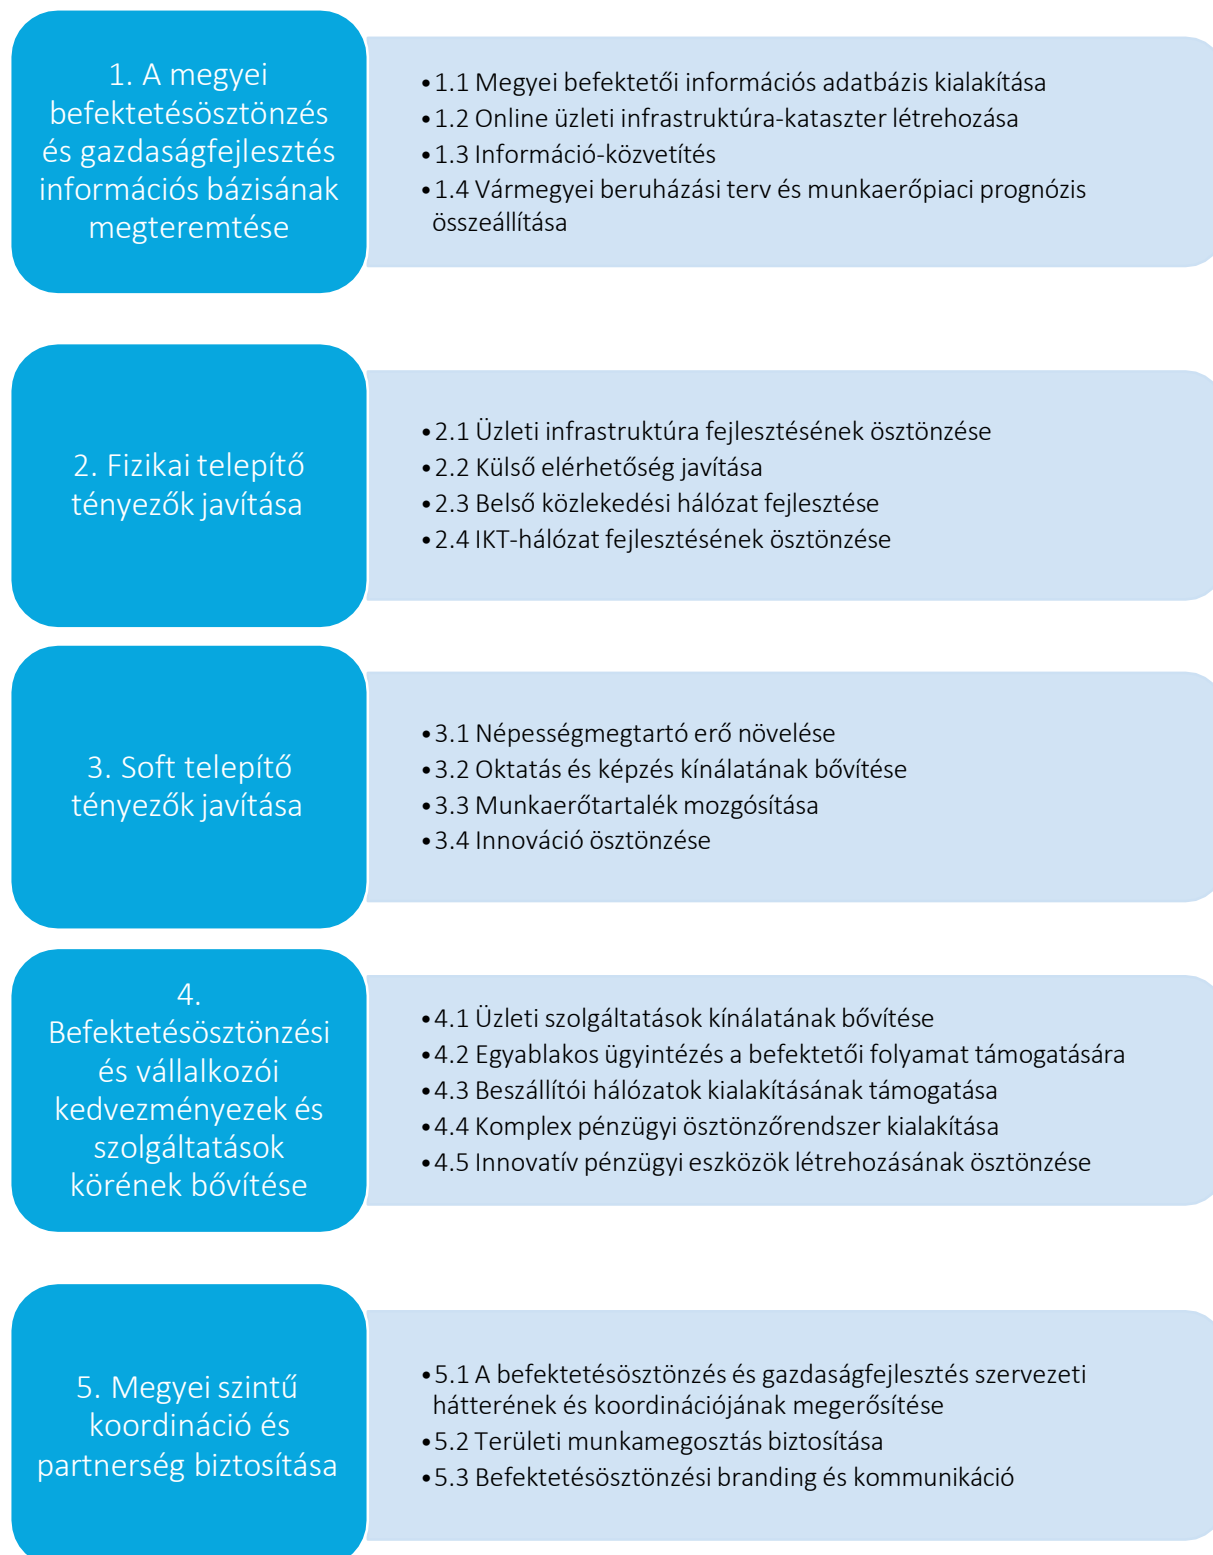 1. A megyei
befektetésösztönzés
és gazdaságfejlesztés
információs bázisának
megteremtése
•1.1 Megyei befektetői információs adatbázis kialakítása
•1.2 Online üzleti infrastruktúra-kataszter létrehozása
•1.3 Információ-közvetítés
•1.4 Vármegyei beruházási terv és munkaerőpiaci prognózis
összeállítása
2. Fizikai telepítő
tényezők javítása
•2.1 Üzleti infrastruktúra fejlesztésének ösztönzése
•2.2 Külső elérhetőség javítása
•2.3 Belső közlekedési hálózat fejlesztése
•2.4 IKT-hálózat fejlesztésének ösztönzése
3. Soft telepítő
tényezők javítása
•3.1 Népességmegtartó erő növelése
•3.2 Oktatás és képzés kínálatának bővítése
•3.3 Munkaerőtartalék mozgósítása
•3.4 Innováció ösztönzése
4.
Befektetésösztönzési
és vállalkozói
kedvezményezek és
szolgáltatások
körének bővítése
•4.1 Üzleti szolgáltatások kínálatának bővítése
•4.2 Egyablakos ügyintézés a befektetői folyamat támogatására
•4.3 Beszállítói hálózatok kialakításának támogatása
•4.4 Komplex pénzügyi ösztönzőrendszer kialakítása
•4.5 Innovatív pénzügyi eszközök létrehozásának ösztönzése
5. Megyei szintű
koordináció és
partnerség biztosítása
•5.1 A befektetésösztönzés és gazdaságfejlesztés szervezeti
hátterének és koordinációjának megerősítése
•5.2 Területi munkamegosztás biztosítása
•5.3 Befektetésösztönzési branding és kommunikáció